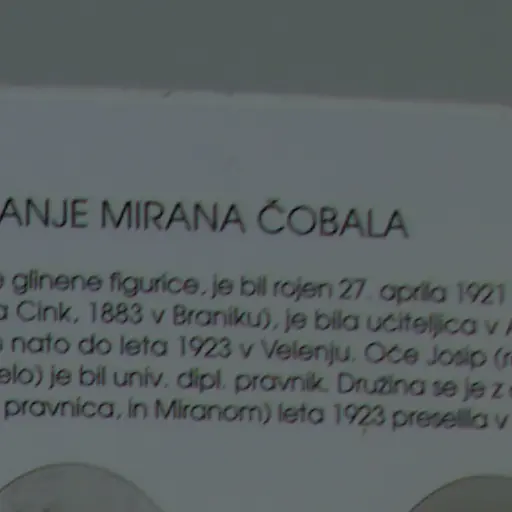 ANJE MIRANA ČOBALA
glinene figurice, je bil rojen 27. aprila 1921
a Cink, 1883 v Braniku), je bila učiteljica v A
nato do leta 1923 v Velenju. Oče Josip (r
elo) je bil univ. dipl. pravnik. Družina se je z
pravnica, in Miranom) leta 1923 preselila v